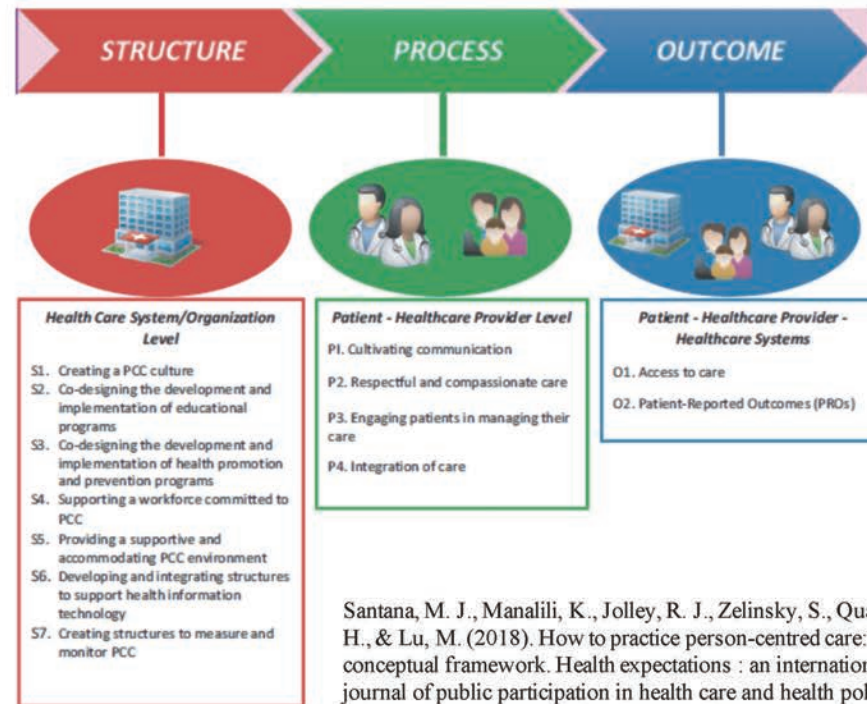 STRUCTURE
PROCESS
OUTCOME
Health Care System/Organization
Level
S1. Creating a PCC culture
S2. Co-designing the development and
implementation of educational
programs
S3. Co-designing the development and
implementation of health promotion
and prevention programs
S4. Supporting a workforce committed to
PCC
S5. Providing a supportive and
accommodating PCC environment
S6. Developing and integrating structures
to support health information
technology
S7. Creating structures to measure and
monitor PCC
Patient - Healthcare Provider Level
P1. Cultivating communication
P2. Respectful and compassionate care
P3. Engaging patients in managing their
care
P4. Integration of care
Patient - Healthcare Provider -
Healthcare Systems
O1. Access to care
O2. Patient-Reported Outcomes (PROs)
Santana, M. J., Manalili, K., Jolley, R. J., Zelinsky, S.,
H., & Lu, M. (2018). How to practice person-centred care:
conceptual framework. Health expectations : an
journal of public participation in health care and health